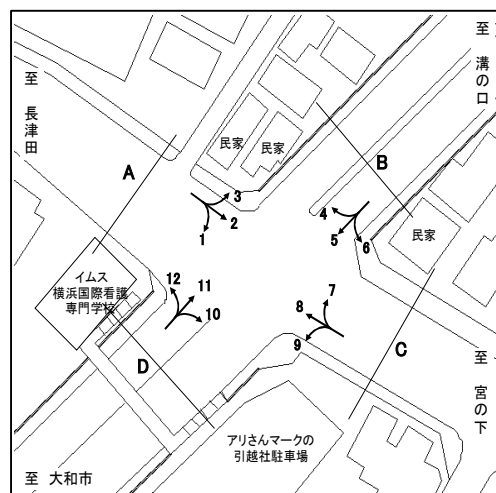 至 長津田
至 溝の口
民家
民家
A
B
3
2
1
4
5
6
民家
イムス
横浜国際看護
専門学校
12
11
10
7
8
9
D
C
至 宮の下
アリさんマークの
引越社駐車場
至 大和市